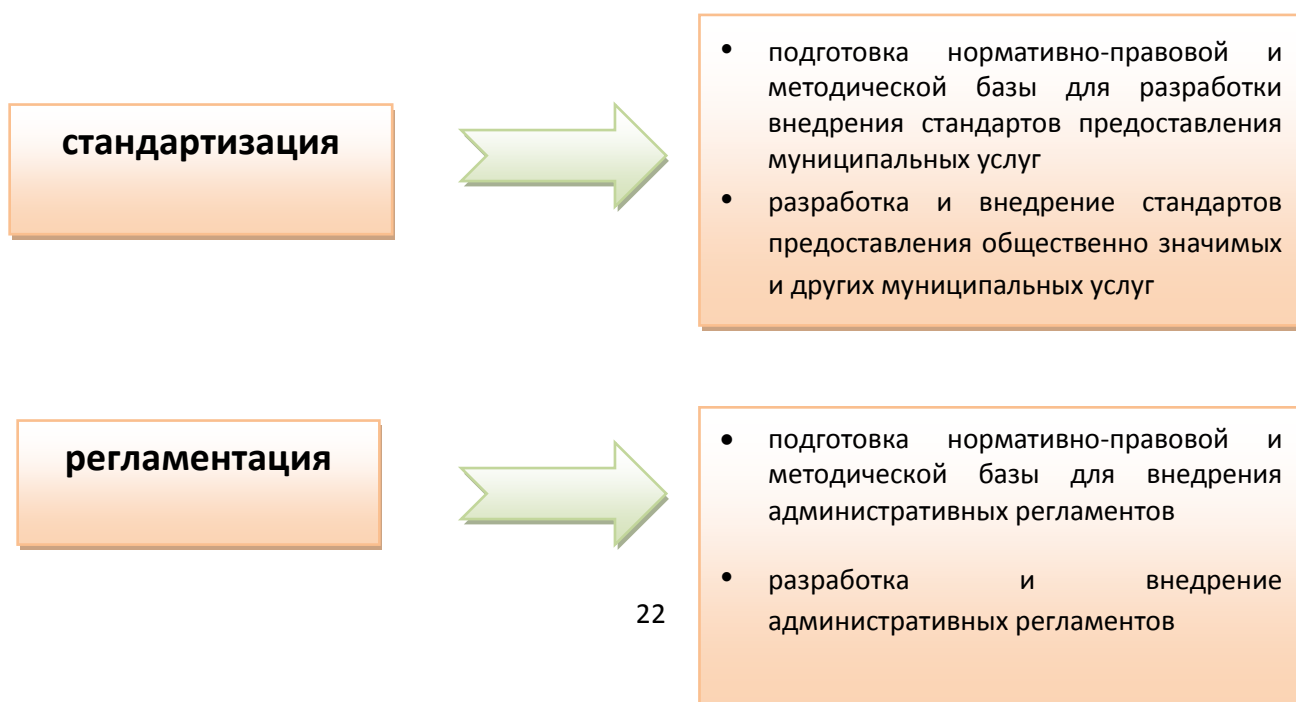 стандартизация
• подготовка нормативно-правовой и
методической базы для разработки
внедрения стандартов предоставления
муниципальных услуг
• разработка и внедрение стандартов
предоставления общественно значимых
и других муниципальных услуг
регламентация
• подготовка нормативно-правовой и
методической базы для внедрения
административных регламентов
• разработка и внедрение
административных регламентов
22